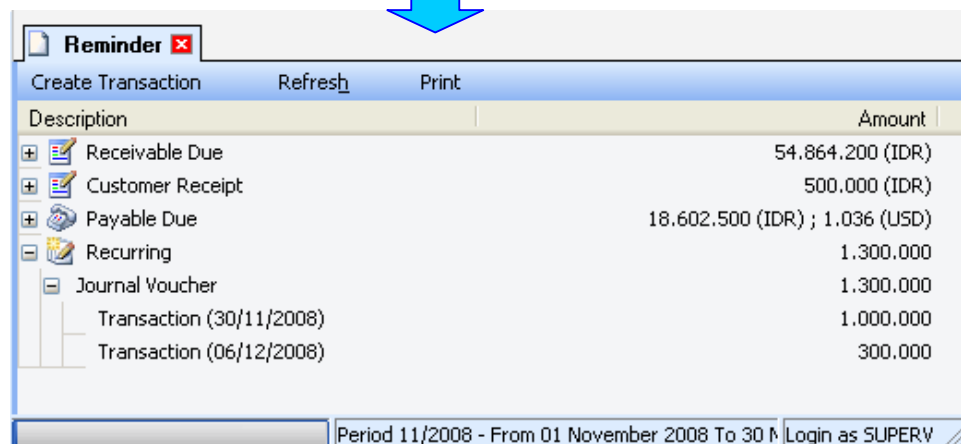 Reminder
Create Transaction Refresh Print
Description Amount
Receivable Due 54.864.200 (IDR)
Customer Receipt 500.000 (IDR)
Payable Due 18.602.500 (IDR) ; 1.036 (USD)
Recurring 1.300.000
Journal Voucher 1.300.000
Transaction (30/11/2008) 1.000.000
Transaction (06/12/2008) 300.000
Period 11/2008 - From 01 November 2008 To 30 N Login as SUPERV